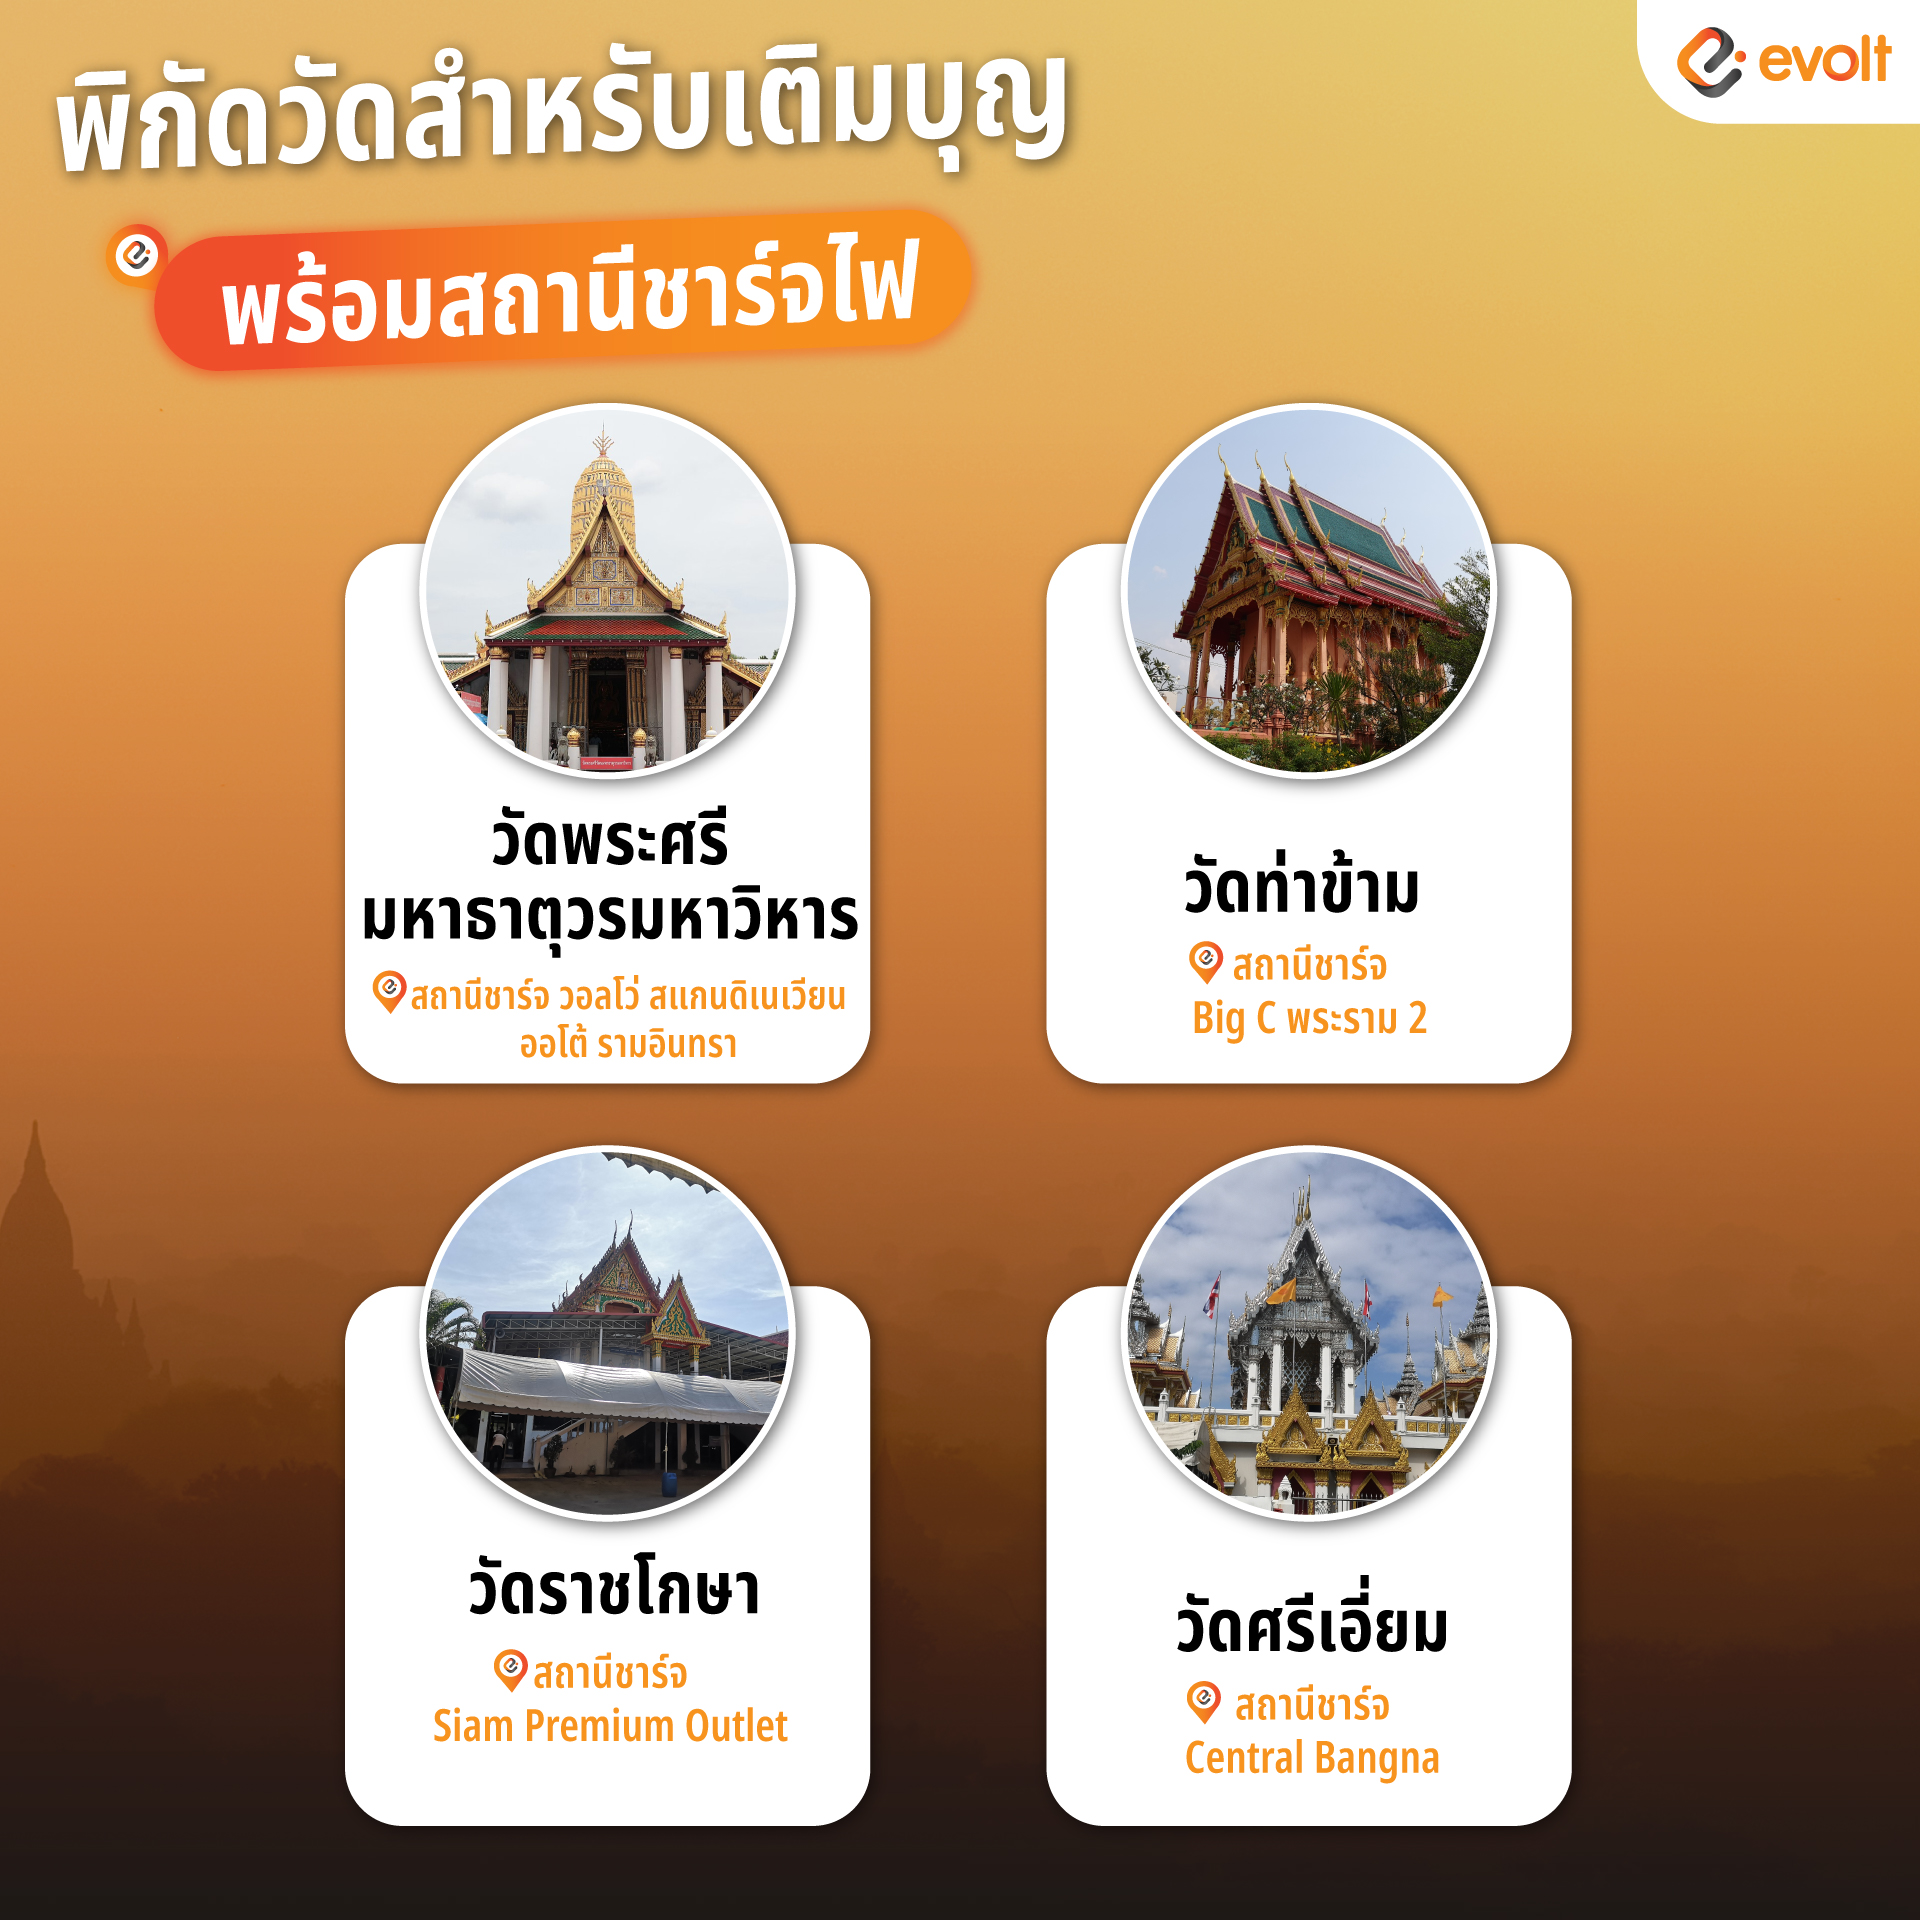 evolt
พิกัดวัดสำหรับเติมบุญ
พร้อมสถานีชาร์จไฟ
วัดพระศรี
มหาธาตุวรมหาวิหาร
สถานีชาร์จ วอลโว่ สแกนดิเนเวียน
ออโต้ รามอินทรา
วัดท่าข้าม
สถานีชาร์จ
Big C พระราม 2
วัดราชโกษา
สถานีชาร์จ
Siam Premium Outlet
วัดศรีเอี่ยม
สถานีชาร์จ
Central Bangna